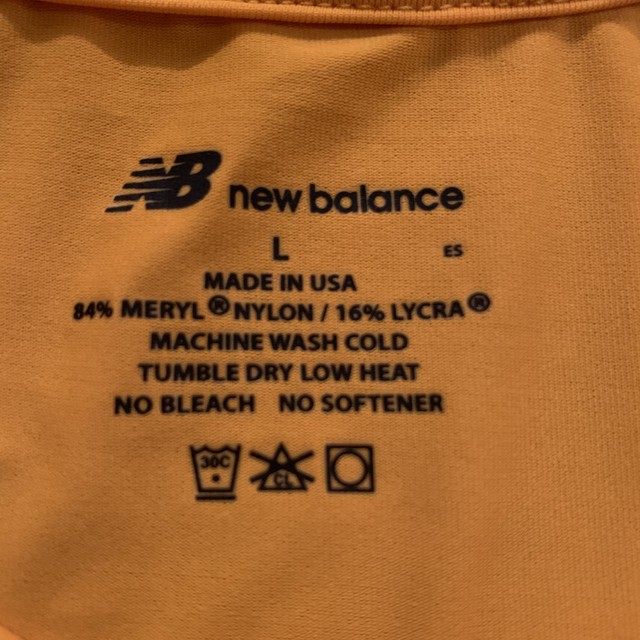 NB new balance
L ES
MADE IN USA
84% MERYL® NYLON / 16% LYCRA®
MACHINE WASH COLD
TUMBLE DRY LOW HEAT
NO BLEACH NO SOFTENER
30C CL